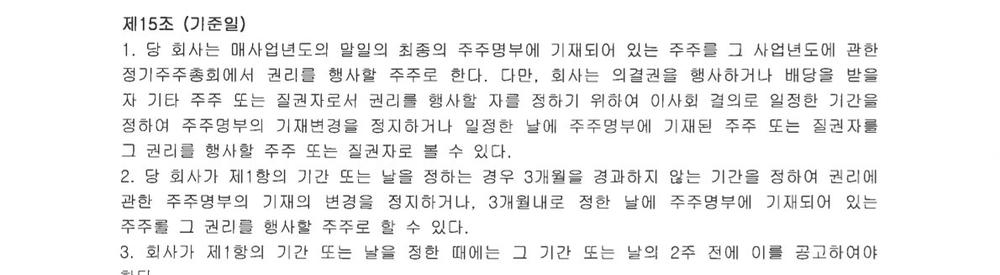 제15조 (기준일)
1. 당 회사는 매사업년도의 말일의 최종의 주주명부에 기재되어 있는 주주를 그 사업년도에 관한
정기주주총회에서 권리를 행사할 주주로 한다. 다만, 회사는 의결권을 행사하거나 배당을 받을
자 기타 주주 또는 질권자로서 권리를 행사할 자를 정하기 위하여 이사회 결의로 일정한 기간을
정하여 주주명부의 기재변경을 정지하거나 일정한 날에 주주명부에 기재된 주주 또는 질권자를
그 권리를 행사할 주주 또는 질권자로 볼 수 있다.
2. 당 회사가 제1항의 기간 또는 날을 정하는 경우 3개월을 경과하지 않는 기간을 정하여 권리에
관한 주주명부의 기재의 변경을 정지하거나, 3개월내로 정한 날에 주주명부에 기재되어 있는
주주를 그 권리를 행사할 주주로 할 수 있다.
3. 회사가 제1항의 기간 또는 날을 정한 때에는 그 기간 또는 날의 2주 전에 이를 공고하여야